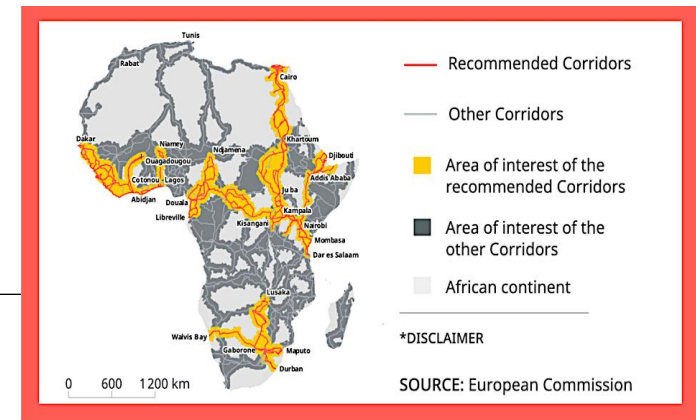 Tunis
Rabat
Cairo
Dakar
Niamey
Ndjamena
Khartoum
Djibouti
Ouagadougou
Addis Ababa
Cotonou
Lagos
Juba
Abidjan
Douala
Kampala
Libreville
Kisangani
Nairobi
Mombasa
Dar es Salaam
Lusaka
Walvis Bay
Gaborone
Maputo
Durban
0 600 1200 km
Recommended Corridors
Other Corridors
Area of interest of the
recommended Corridors
Area of interest of the
other Corridors
African continent
*DISCLAIMER
SOURCE: European Commission